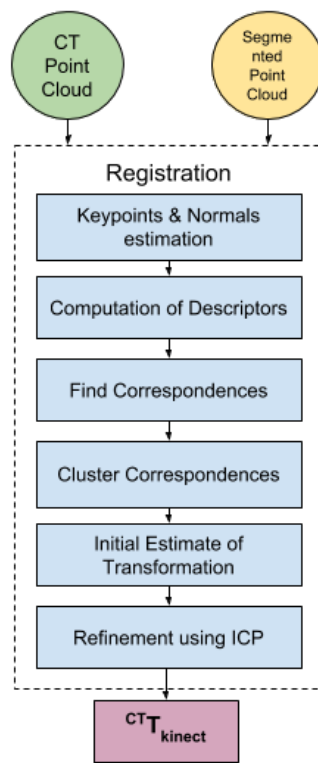 CT
Point
Cloud
Segme
nted
Point
Cloud
Registration
Keypoints & Normals
estimation
Computation of Descriptors
Find Correspondences
Cluster Correspondences
Initial Estimate of
Transformation
Refinement using ICP
CTTkinect